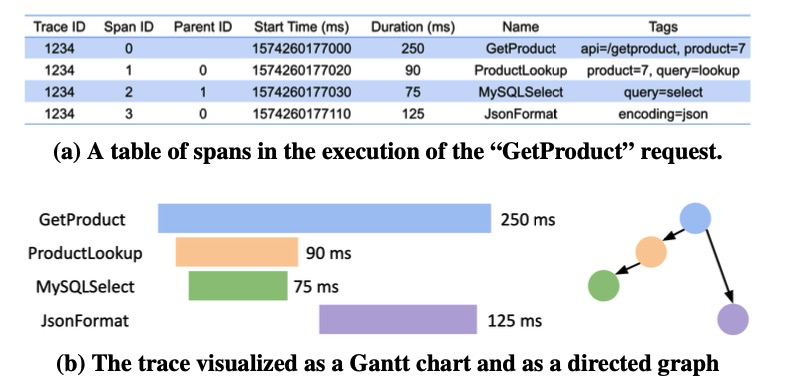 Trace ID Span ID Parent ID Start Time (ms) Duration (ms) Name Tags
1234 0 1574260177000 250 GetProduct api=/getproduct, product=7
1234 1 0 1574260177020 90 ProductLookup product=7, query=lookup
1234 2 1 1574260177030 75 MySQLSelect query=select
1234 3 0 1574260177110 125 JsonFormat encoding=json
(a) A table of spans in the execution of the “GetProduct” request.
GetProduct 250 ms
ProductLookup 90 ms
MySQLSelect 75 ms
JsonFormat 125 ms
(b) The trace visualized as a Gantt chart and as a directed graph